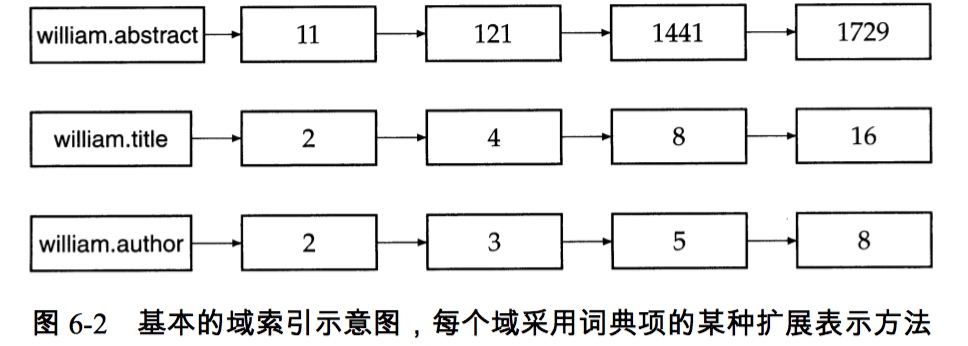 william.abstract 11 121 1441 1729
william.title 2 4 8 16
william.author 2 3 5 8
图 6-2 基本的域索引示意图，每个域采用词典项的某种扩展表示方法